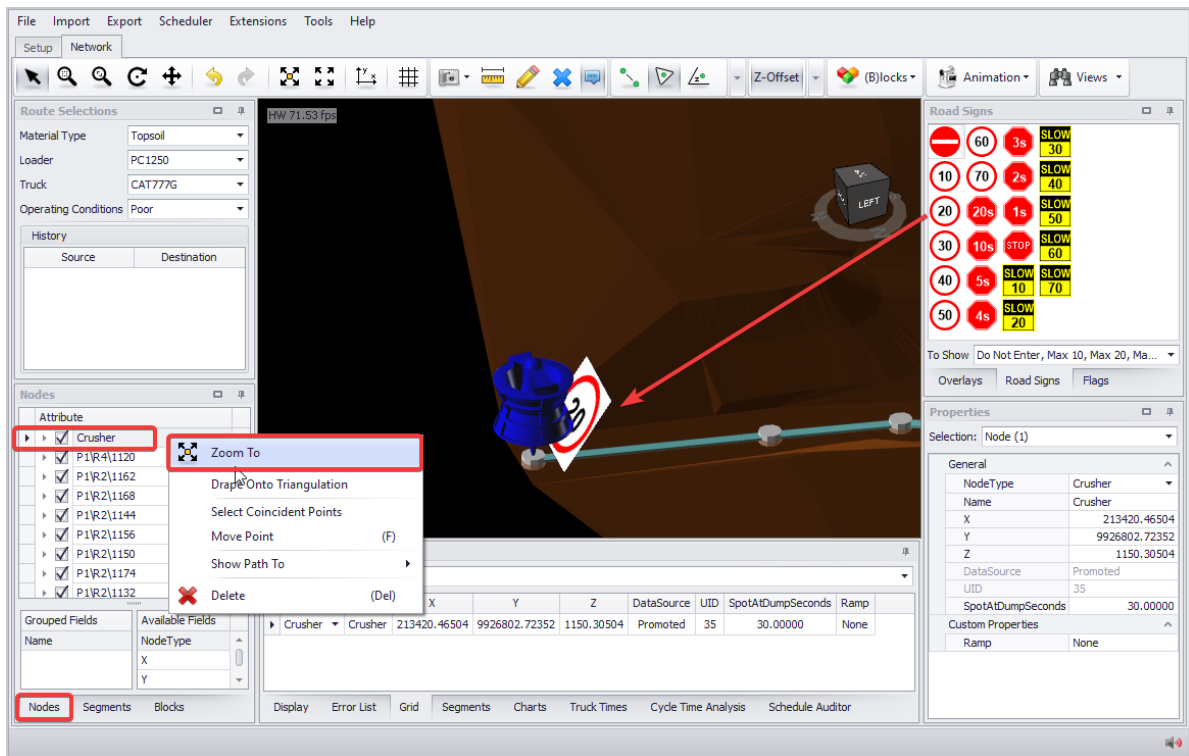 File Import Export Scheduler Extensions Tools Help
Setup Network
Z-Offset (B)locks Animation Views
Route Selections
Material Type Topsoil
Loader PC1250
Truck CAT777G
Operating Conditions Poor
History
Source Destination
HW 71.53 fps
LEFT
20
Road Signs
60 3s SLOW 30
10 70 2s SLOW 40
20 20s 1s SLOW 50
30 10s STOP SLOW 60
40 5s SLOW 10 SLOW 70
50 4s SLOW 20
To Show Do Not Enter, Max 10, Max 20, Ma...
Overlays Road Signs Flags
Nodes
Attribute
Crusher
P1\R4\1120
P1\R2\1162
P1\R2\1168
P1\R2\1144
P1\R2\1156
P1\R2\1150
P1\R2\1174
P1\R2\1132
Zoom To
Drape Onto Triangulation
Select Coincident Points
Move Point (F)
Show Path To
Delete (Del)
Grouped Fields Available Fields
Name NodeType
X
Y
Nodes Segments Blocks
X Y Z DataSource UID SpotAtDumpSeconds Ramp
Crusher Crusher 213420.46504 9926802.72352 1150.30504 Promoted 35 30.00000 None
Display Error List Grid Segments Charts Truck Times Cycle Time Analysis Schedule Auditor
Properties
Selection: Node (1)
General
NodeType Crusher
Name Crusher
X 213420.46504
Y 9926802.72352
Z 1150.30504
DataSource Promoted
UID 35
SpotAtDumpSeconds 30.00000
Custom Properties
Ramp None